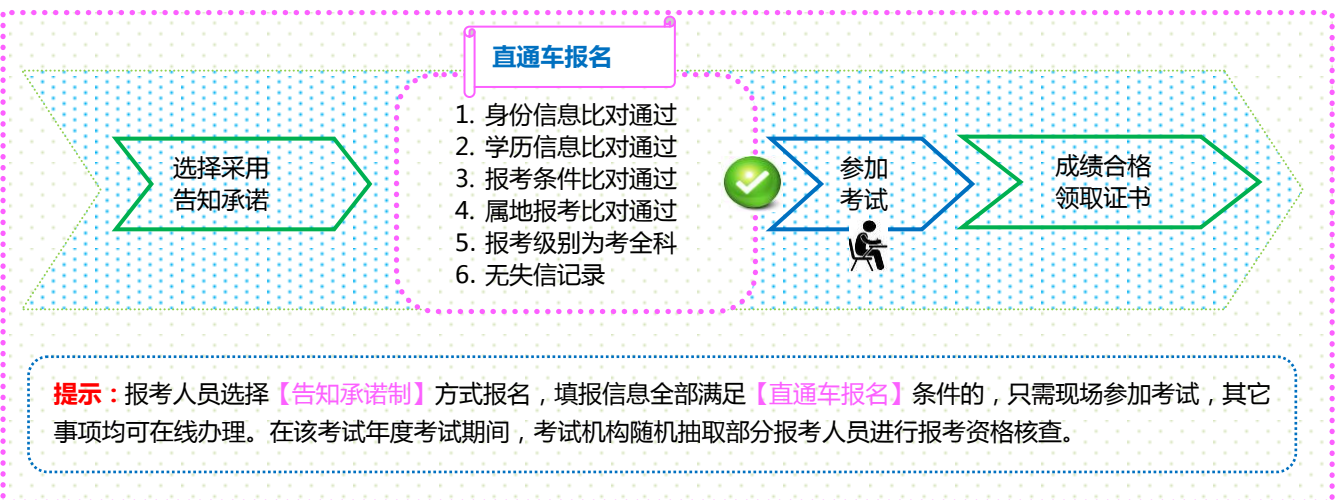 直通车报名
选择采用
告知承诺
1. 身份信息比对通过
2. 学历信息比对通过
3. 报考条件比对通过
4. 属地报考比对通过
5. 报考级别为考全科
6. 无失信记录
参加
考试
成绩合格
领取证书
提示：报考人员选择【告知承诺制】方式报名，填报信息全部满足【直通车报名】条件的，只需现场参加考试，其它
事项均可在线办理。在该考试年度考试期间，考试机构随机抽取部分报考人员进行报考资格核查。